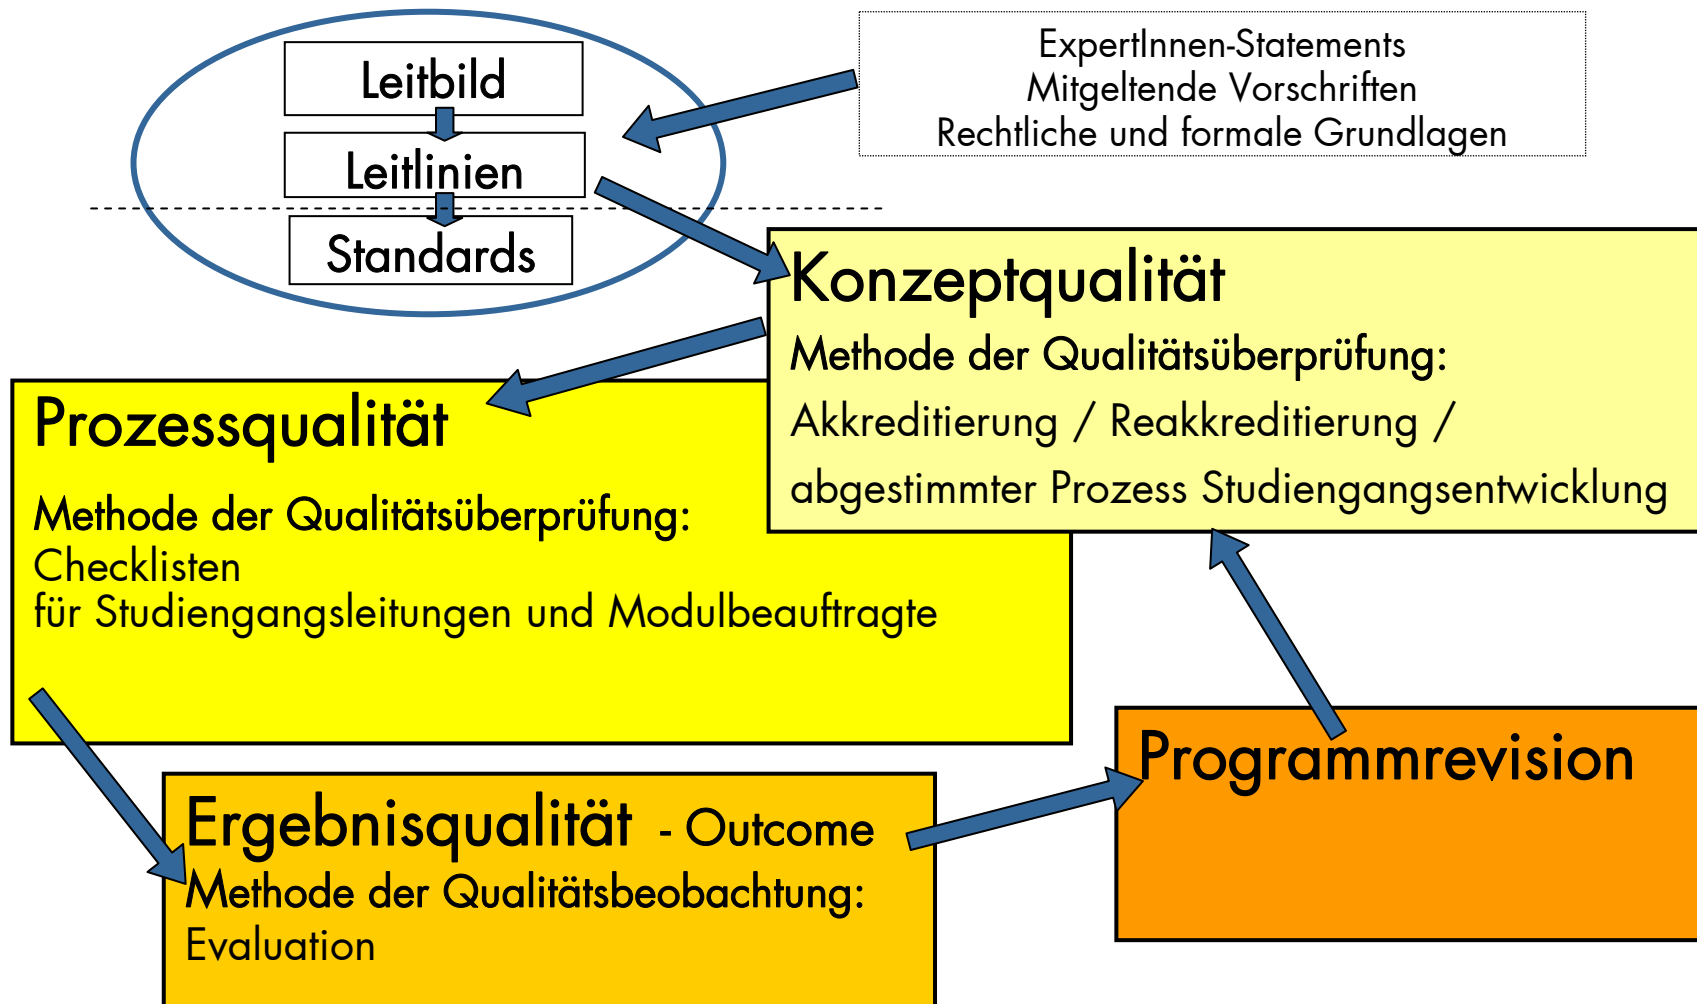 Leitbild
Leitlinien
Standards
ExpertInnen-Statements
Mitgeltende Vorschriften
Rechtliche und formale Grundlagen
Konzeptqualität
Methode der Qualitätsüberprüfung:
Akkreditierung / Reakkreditierung /
abgestimmter Prozess Studiengangsentwicklung
Prozessqualität
Methode der Qualitätsüberprüfung:
Checklisten
für Studiengangsleitungen und Modulbeauftragte
Ergebnisqualität - Outcome
Methode der Qualitätsbeobachtung:
Evaluation
Programmrevision